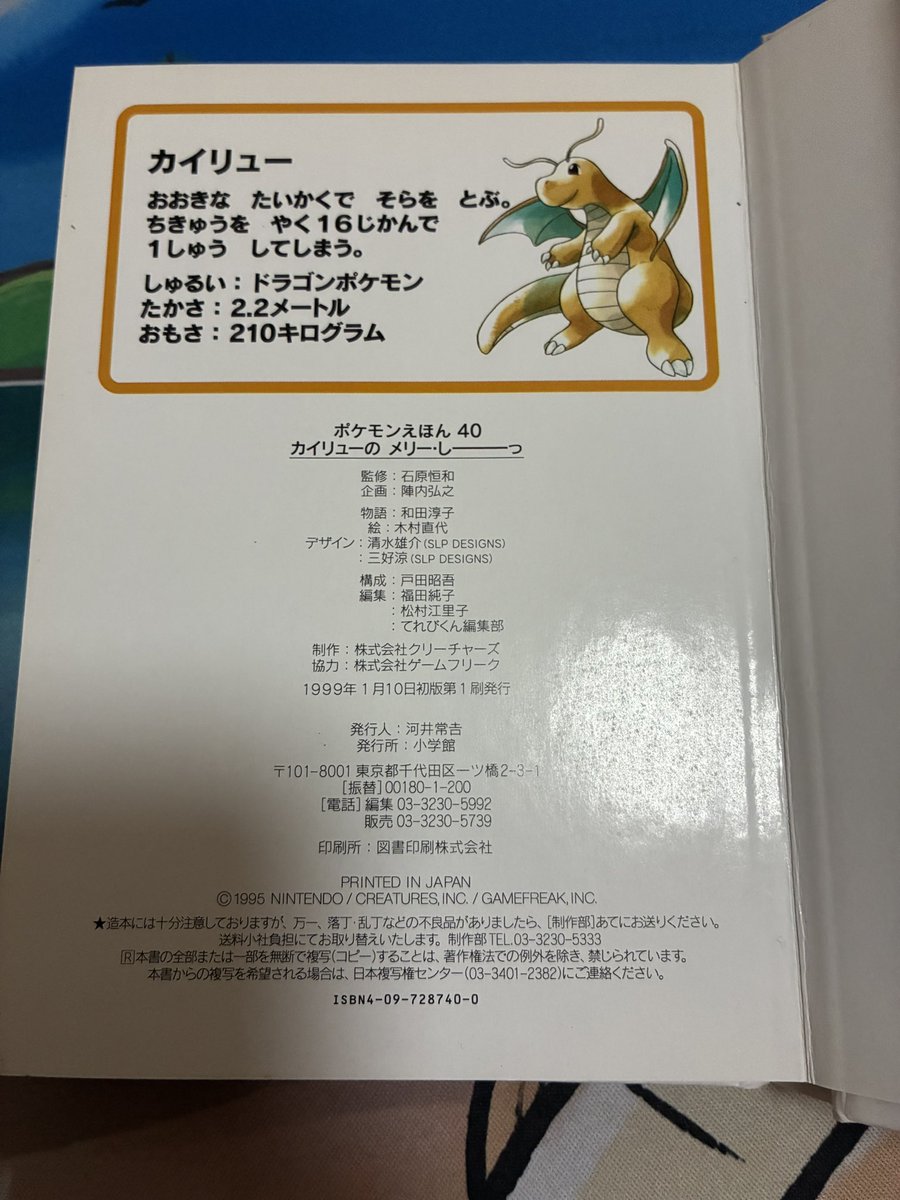 カイリュー
おおきな たいかくで そらを とぶ。
ちきゅうを やく16じかんで
1しゅう してしまう。
しゅるい：ドラゴンポケモン
たかさ：2.2メートル
おもさ：210キログラム
ポケモンえほん 40
カイリューの メリー・しーーーっ
監修：石原恒和
企画：陣内弘之
物語：和田淳子
絵：木村直代
デザイン：清水雄介(SLP DESIGNS)
：三好涼(SLP DESIGNS)
構成：戸田昭吾
編集：福田純子
：松村江里子
：てれびくん編集部
制作：株式会社クリーチャーズ
協力：株式会社ゲームフリーク
1999年1月10日初版第1刷発行
発行人：河井常𠮷
発行所：小学館
〒101-8001 東京都千代田区一ツ橋2-3-1
[振替]00180-1-200
[電話]編集 03-3230-5992
販売 03-3230-5739
印刷所：図書印刷株式会社
PRINTED IN JAPAN
©1995 NINTENDO / CREATURES, INC. / GAMEFREAK, INC.
★造本には十分注意しておりますが、万一、落丁・乱丁などの不良品がありましたら、[制作部]あてにお送りください。
送料小社負担にてお取り替えいたします。制作部TEL.03-3230-5333
Ⓡ本書の全部または一部を無断で複写(コピー)することは、著作権法での例外を除き、禁じられています。
本書からの複写を希望される場合は、日本複写権センター(03-3401-2382)にご連絡ください。
ISBN4-09-728740-0